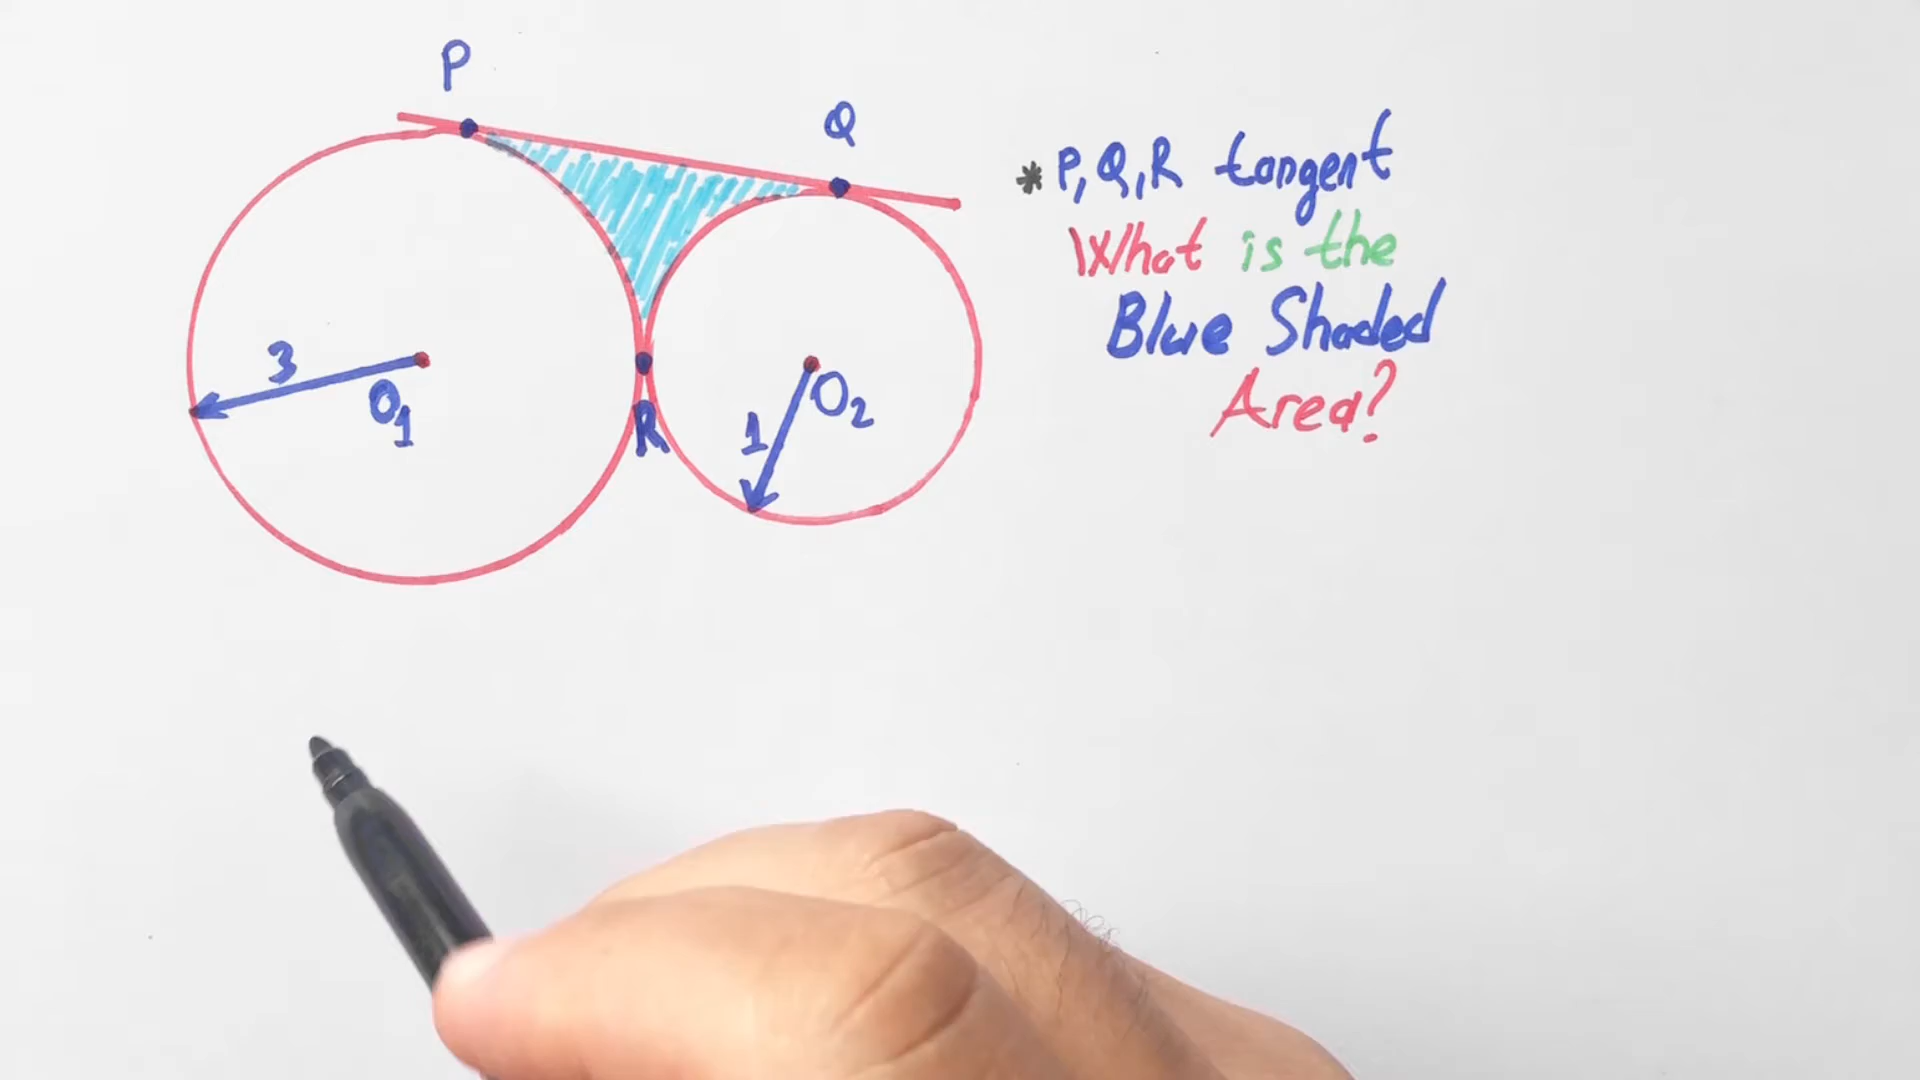 P
Q
* P, Q, R tangent
What is the
Blue Shaded
Area?
3
O1
R
O2
1